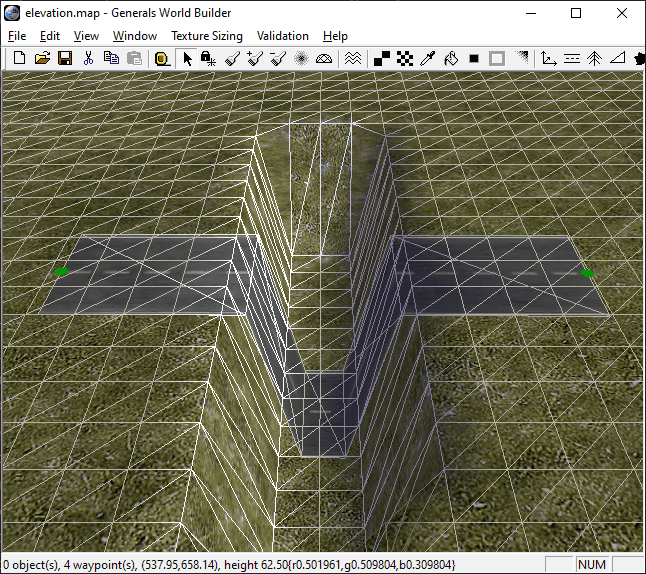 elevation.map - Generals World Builder
File Edit View Window Texture Sizing Validation Help
0 object(s), 4 waypoint(s), (537.95,658.14), height 62.50{r0.501961,g0.509804,b0.309804} NUM